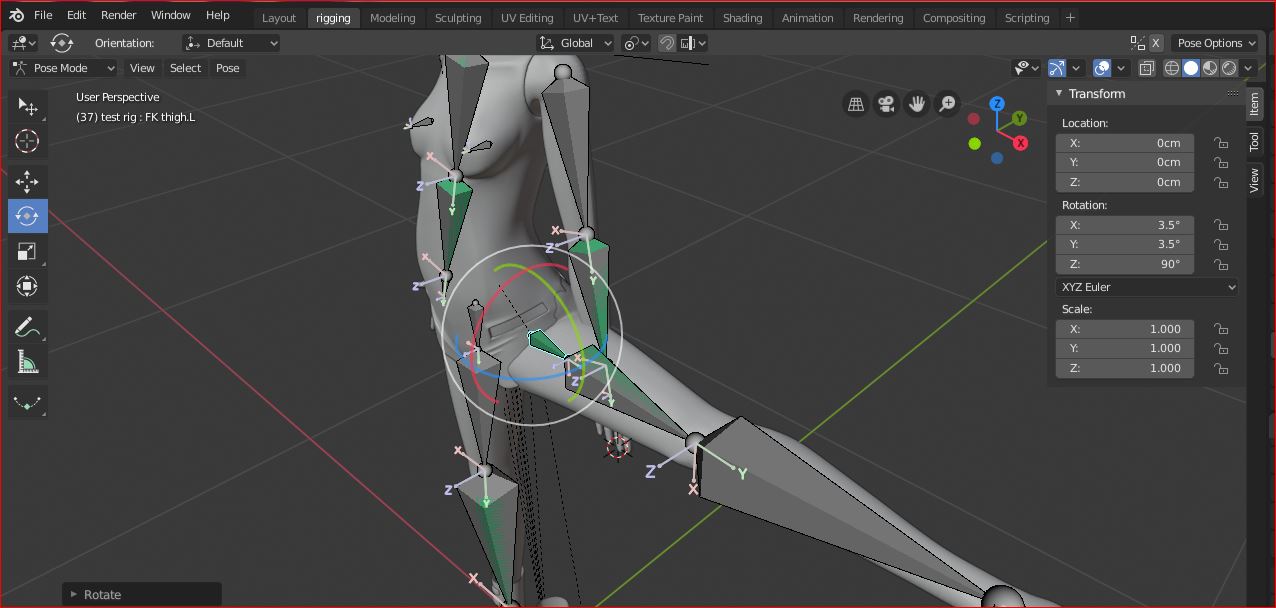 File Edit Render Window Help Layout rigging Modeling Sculpting UV Editing UV+Text Texture Paint Shading Animation Rendering Compositing Scripting +
Orientation: Default Global X Pose Options
Pose Mode View Select Pose
User Perspective
(37) test rig : FK thigh.L
Z
Y
X
Transform
Location:
X: 0cm
Y: 0cm
Z: 0cm
Rotation:
X: 3.5°
Y: 3.5°
Z: 90°
XYZ Euler
Scale:
X: 1.000
Y: 1.000
Z: 1.000
Item
Tool
View
X
Z
Y
X
Z
Y
X
Z
Y
X
Z
Y
Z
X
Y
X
Z
Y
X
Rotate